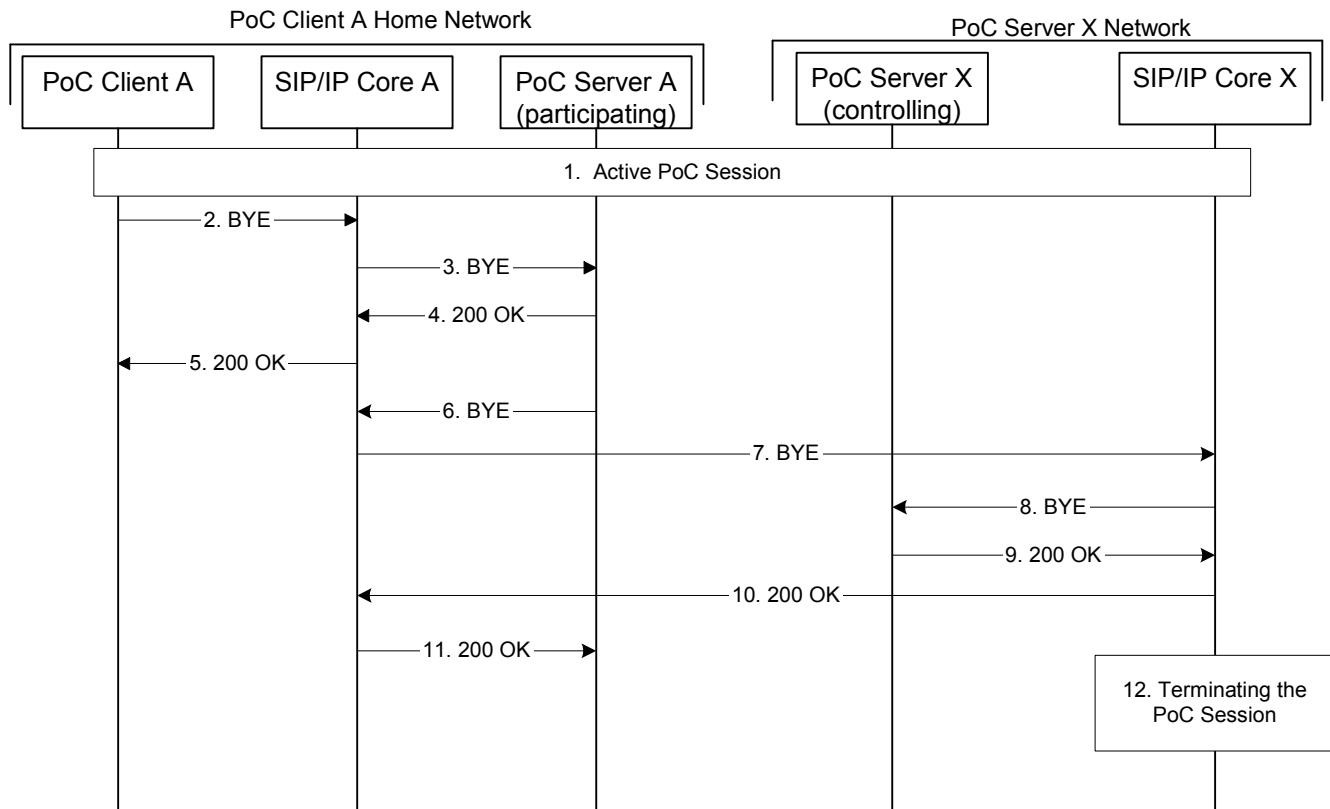 PoC Client A Home Network
PoC Server X Network
PoC Client A
SIP/IP Core A
PoC Server A
(participating)
PoC Server X
(controlling)
SIP/IP Core X
1. Active PoC Session
2. BYE
3. BYE
4. 200 OK
5. 200 OK
6. BYE
7. BYE
8. BYE
9. 200 OK
10. 200 OK
11. 200 OK
12. Terminating the
PoC Session